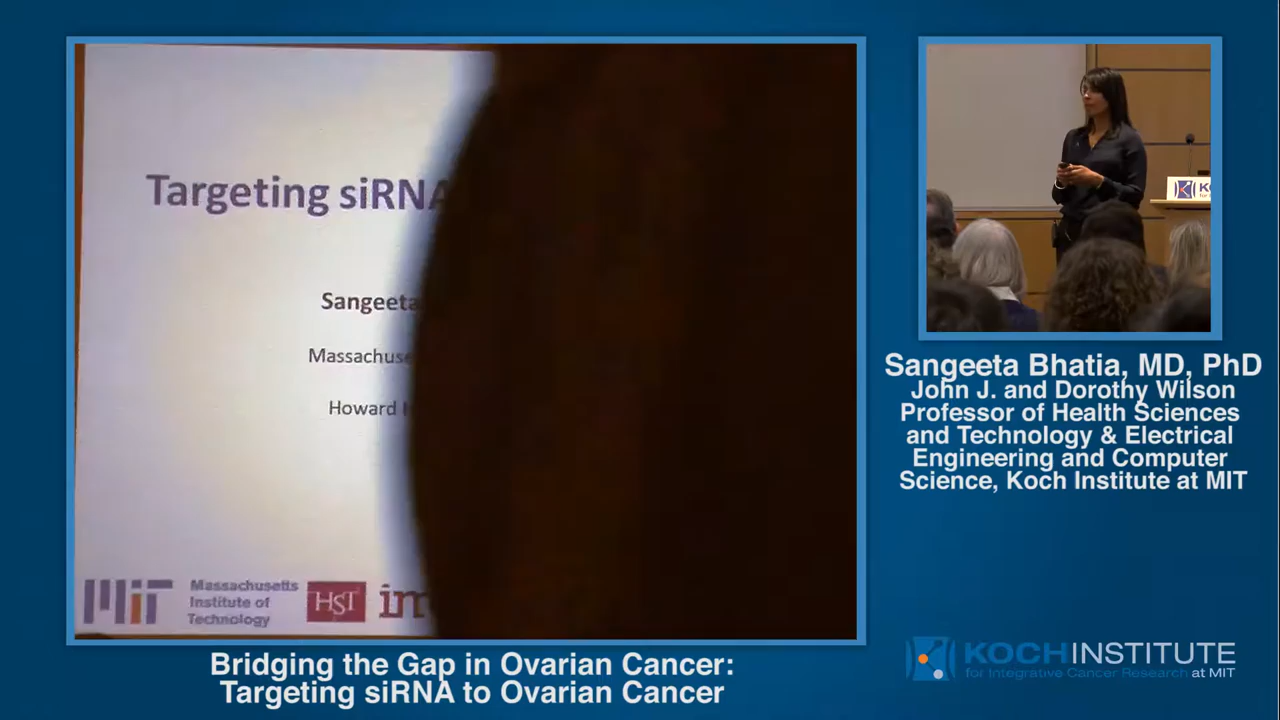 Targeting siRNA
Sangeeta
Massachuse
Howard
MiT
Massachusetts
Institute of
Technology
HST
im
Sangeeta Bhatia, MD, PhD
John J. and Dorothy Wilson
Professor of Health Sciences
and Technology & Electrical
Engineering and Computer
Science, Koch Institute at MIT
Bridging the Gap in Ovarian Cancer:
Targeting siRNA to Ovarian Cancer
KOCH INSTITUTE
for Integrative Cancer Research at MIT